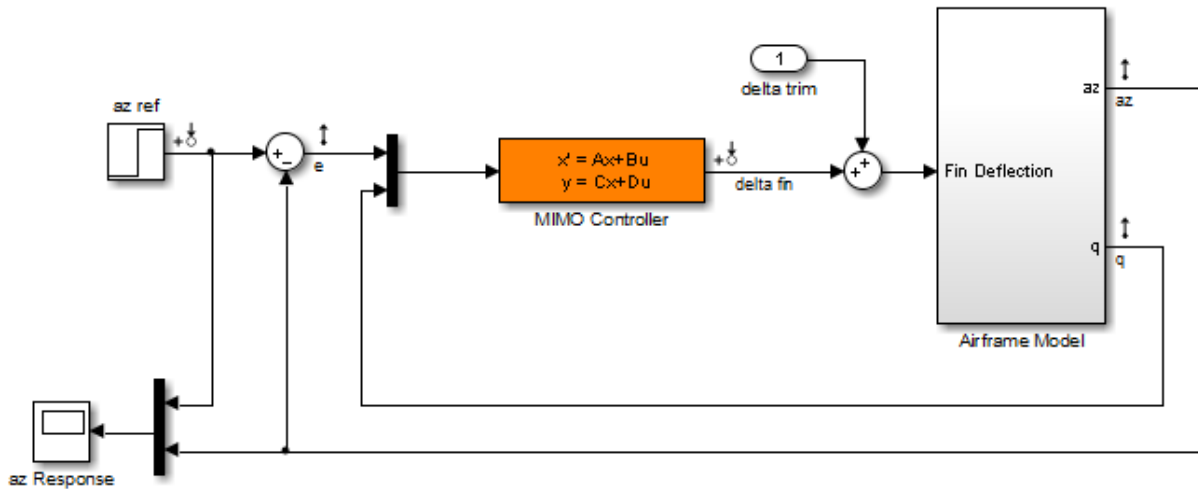 az ref
e
x' = Ax+Bu
y = Cx+Du
MIMO Controller
delta fin
1
delta trim
Fin Deflection
az
az
q
q
Airframe Model
az Response